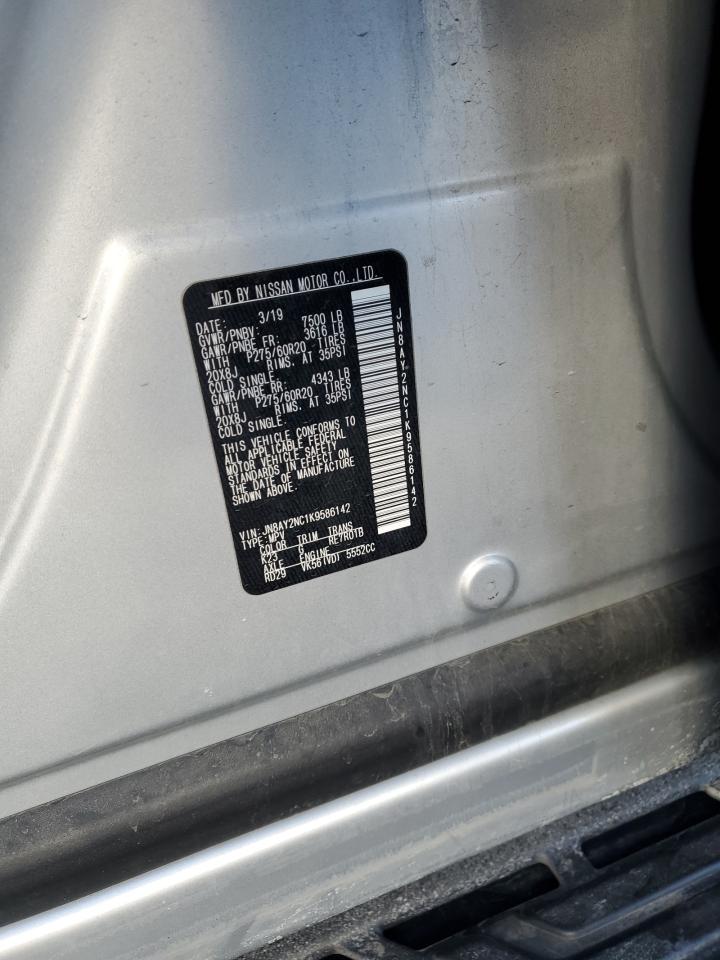 MFD BY NISSAN MOTOR CO.,LTD.
DATE: 3/19
GVWR/PNBV: 7500 LB
GAWR/PNBE FR: 3616 LB
WITH P275/60R20 TIRES
20X8J RIMS. AT 35PSI
COLD SINGLE.
GAWR/PNBE RR: 4343 LB
WITH P275/60R20 TIRES
20X8J RIMS. AT 35PSI
COLD SINGLE.
THIS VEHICLE CONFORMS TO
ALL APPLICABLE FEDERAL
MOTOR VEHICLE SAFETY
STANDARDS IN EFFECT ON
THE DATE OF MANUFACTURE
SHOWN ABOVE.
VIN: JN8AY2NC1K9586142
TYPE: MPV
COLOR TRIM TRANS
K23 G RE7R01B
AXLE ENGINE
RD29 VK56(VD) 5552CC
JN8AY2NC1K9586142